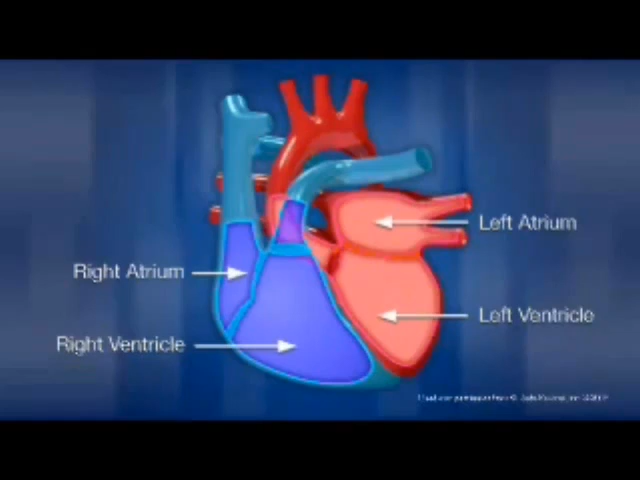 Left Atrium
Right Atrium
Left Ventricle
Right Ventricle